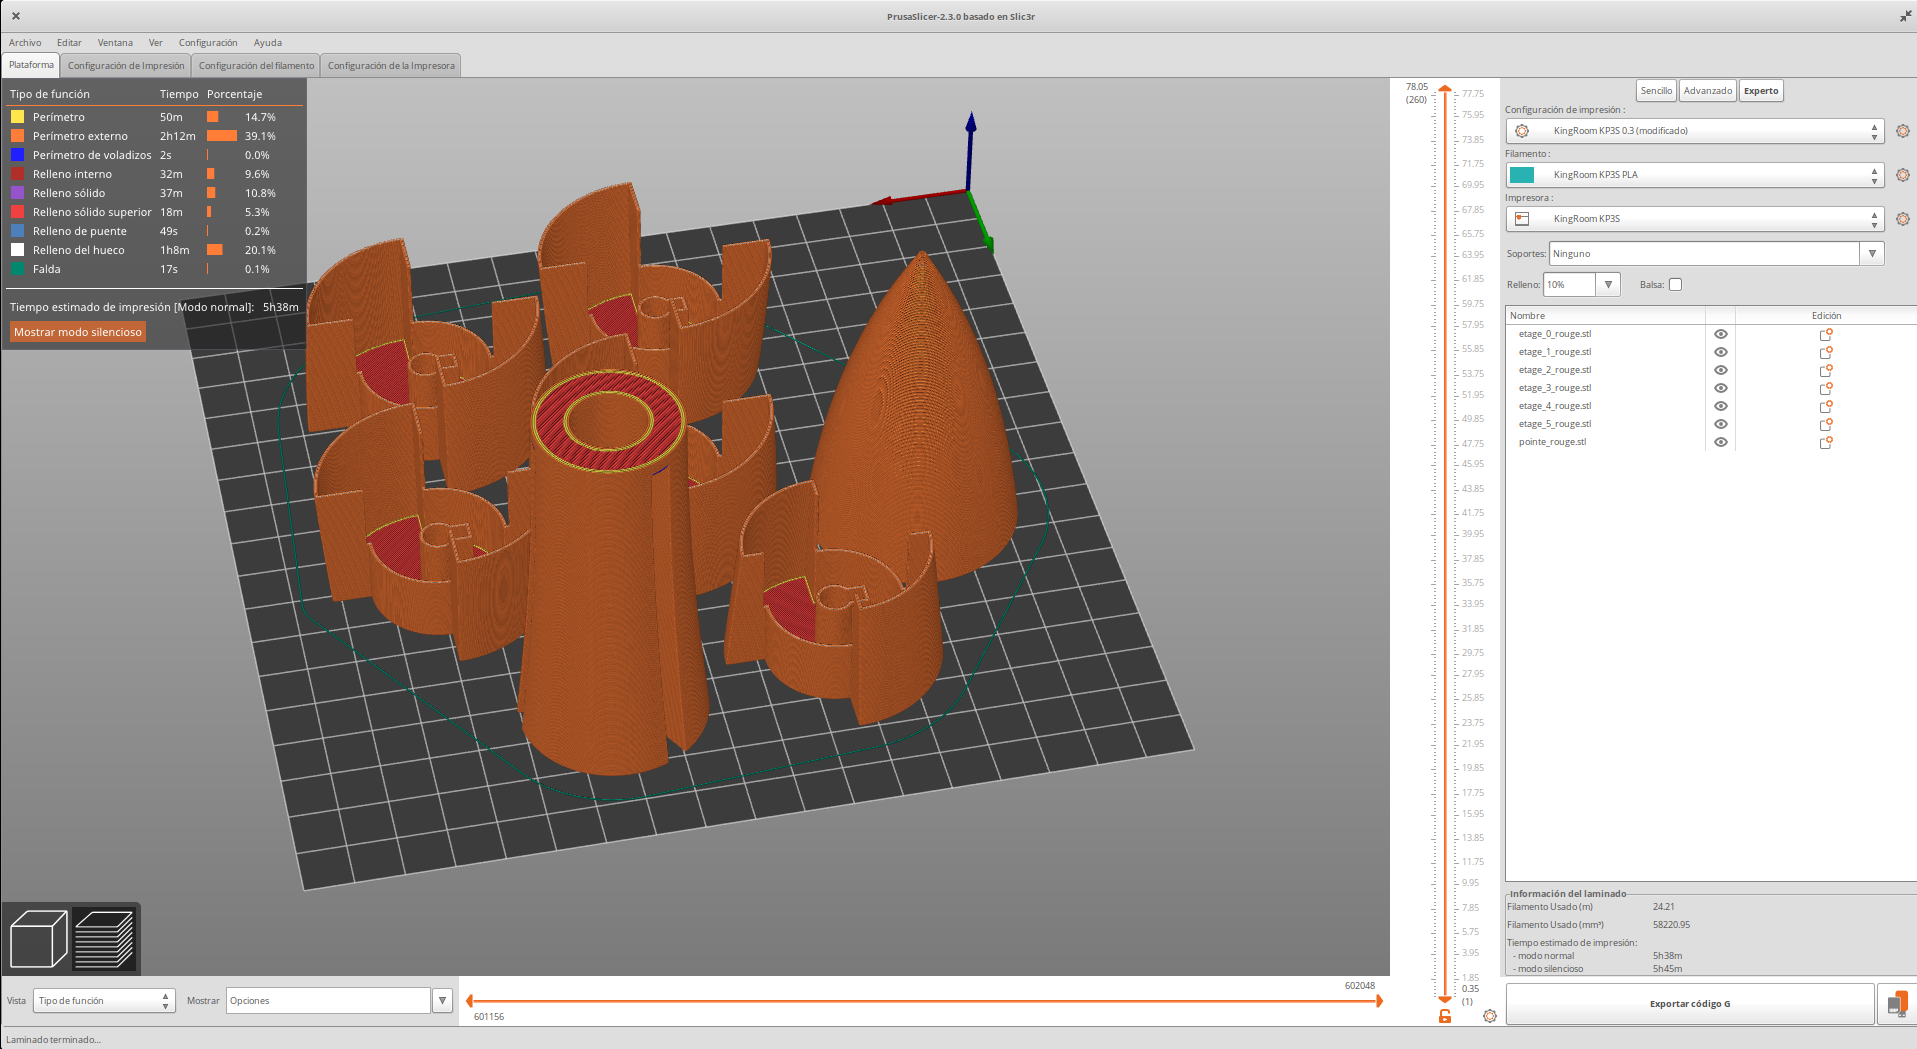 PrusaSlicer-2.3.0 basado en Slic3r
Archivo Editar Ventana Ver Configuración Ayuda
Plataforma Configuración de Impresión Configuración del filamento Configuración de la Impresora
Tipo de función Tiempo Porcentaje
Perímetro 50m 14.7%
Perímetro externo 2h12m 39.1%
Perímetro de voladizos 2s 0.0%
Relleno interno 32m 9.6%
Relleno sólido 37m 10.8%
Relleno sólido superior 18m 5.3%
Relleno de puente 49s 0.2%
Relleno del hueco 1h8m 20.1%
Falda 17s 0.1%
Tiempo estimado de impresión [Modo normal]: 5h38m
Mostrar modo silencioso
78.05
(260)
77.75
75.95
73.85
71.75
69.95
67.85
65.75
63.95
61.85
59.75
57.95
55.85
53.75
51.95
49.85
47.75
45.95
43.85
41.75
39.95
37.85
35.75
33.95
31.85
29.75
27.95
25.85
23.75
21.95
19.85
17.75
15.95
13.85
11.75
9.95
7.85
5.75
3.95
1.85
0.35
(1)
Sencillo Avanzado Experto
Configuración de impresión :
KingRoom KP3S 0.3 (modificado)
Filamento :
KingRoom KP3S PLA
Impresora :
KingRoom KP3S
Soportes: Ninguno
Relleno: 10% Balsa:
Nombre Edición
etage_0_rouge.stl
etage_1_rouge.stl
etage_2_rouge.stl
etage_3_rouge.stl
etage_4_rouge.stl
etage_5_rouge.stl
pointe_rouge.stl
Información del laminado
Filamento Usado (m) 24.21
Filamento Usado (mm³) 58220.95
Tiempo estimado de impresión:
- modo normal 5h38m
- modo silencioso 5h45m
Exportar código G
Vista Tipo de función Mostrar Opciones
602048
601156
Laminado terminado...